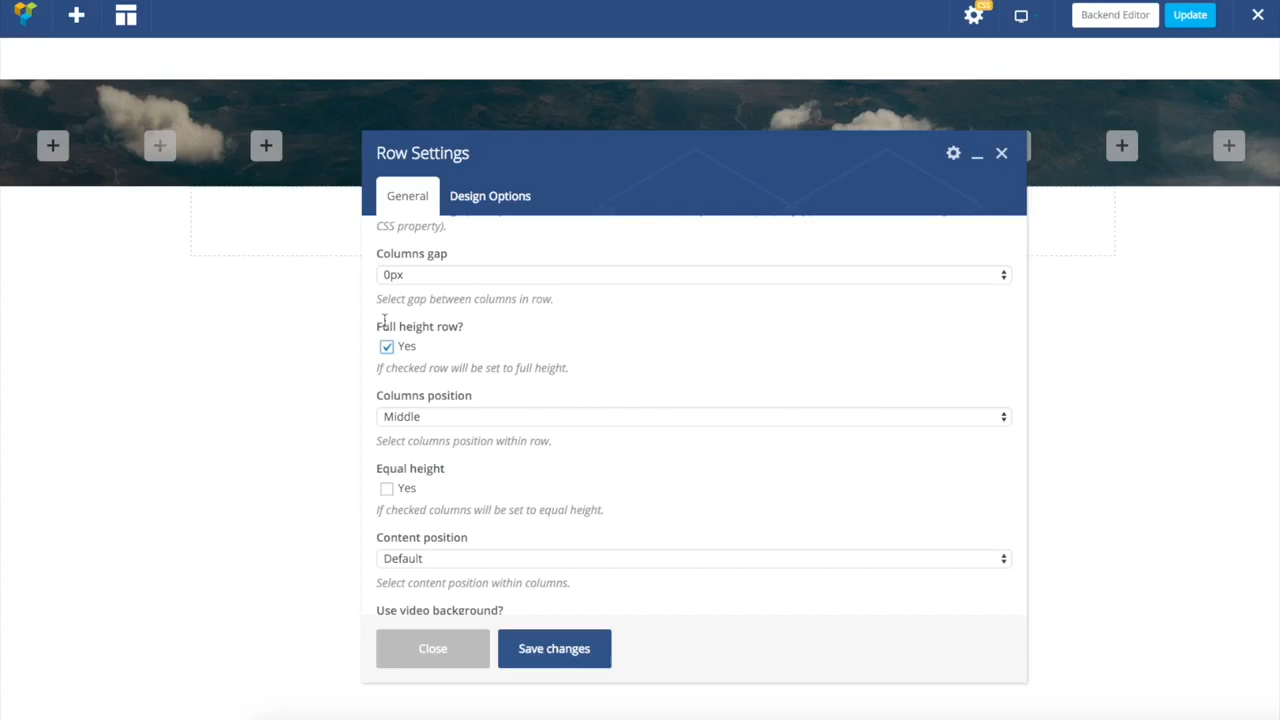 CSS
Backend Editor
Update
Row Settings
General
Design Options
CSS property).
Columns gap
0px
Select gap between columns in row.
Full height row?
Yes
If checked row will be set to full height.
Columns position
Middle
Select columns position within row.
Equal height
Yes
If checked columns will be set to equal height.
Content position
Default
Select content position within columns.
Use video background?
Close
Save changes